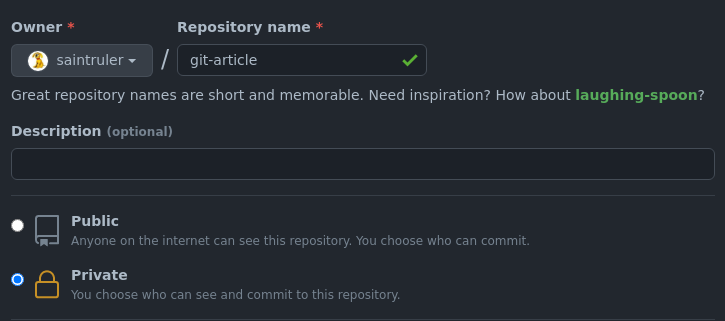 Owner * Repository name *
saintruler / git-article
Great repository names are short and memorable. Need inspiration? How about laughing-spoon?
Description (optional)
Public
Anyone on the internet can see this repository. You choose who can commit.
Private
You choose who can see and commit to this repository.